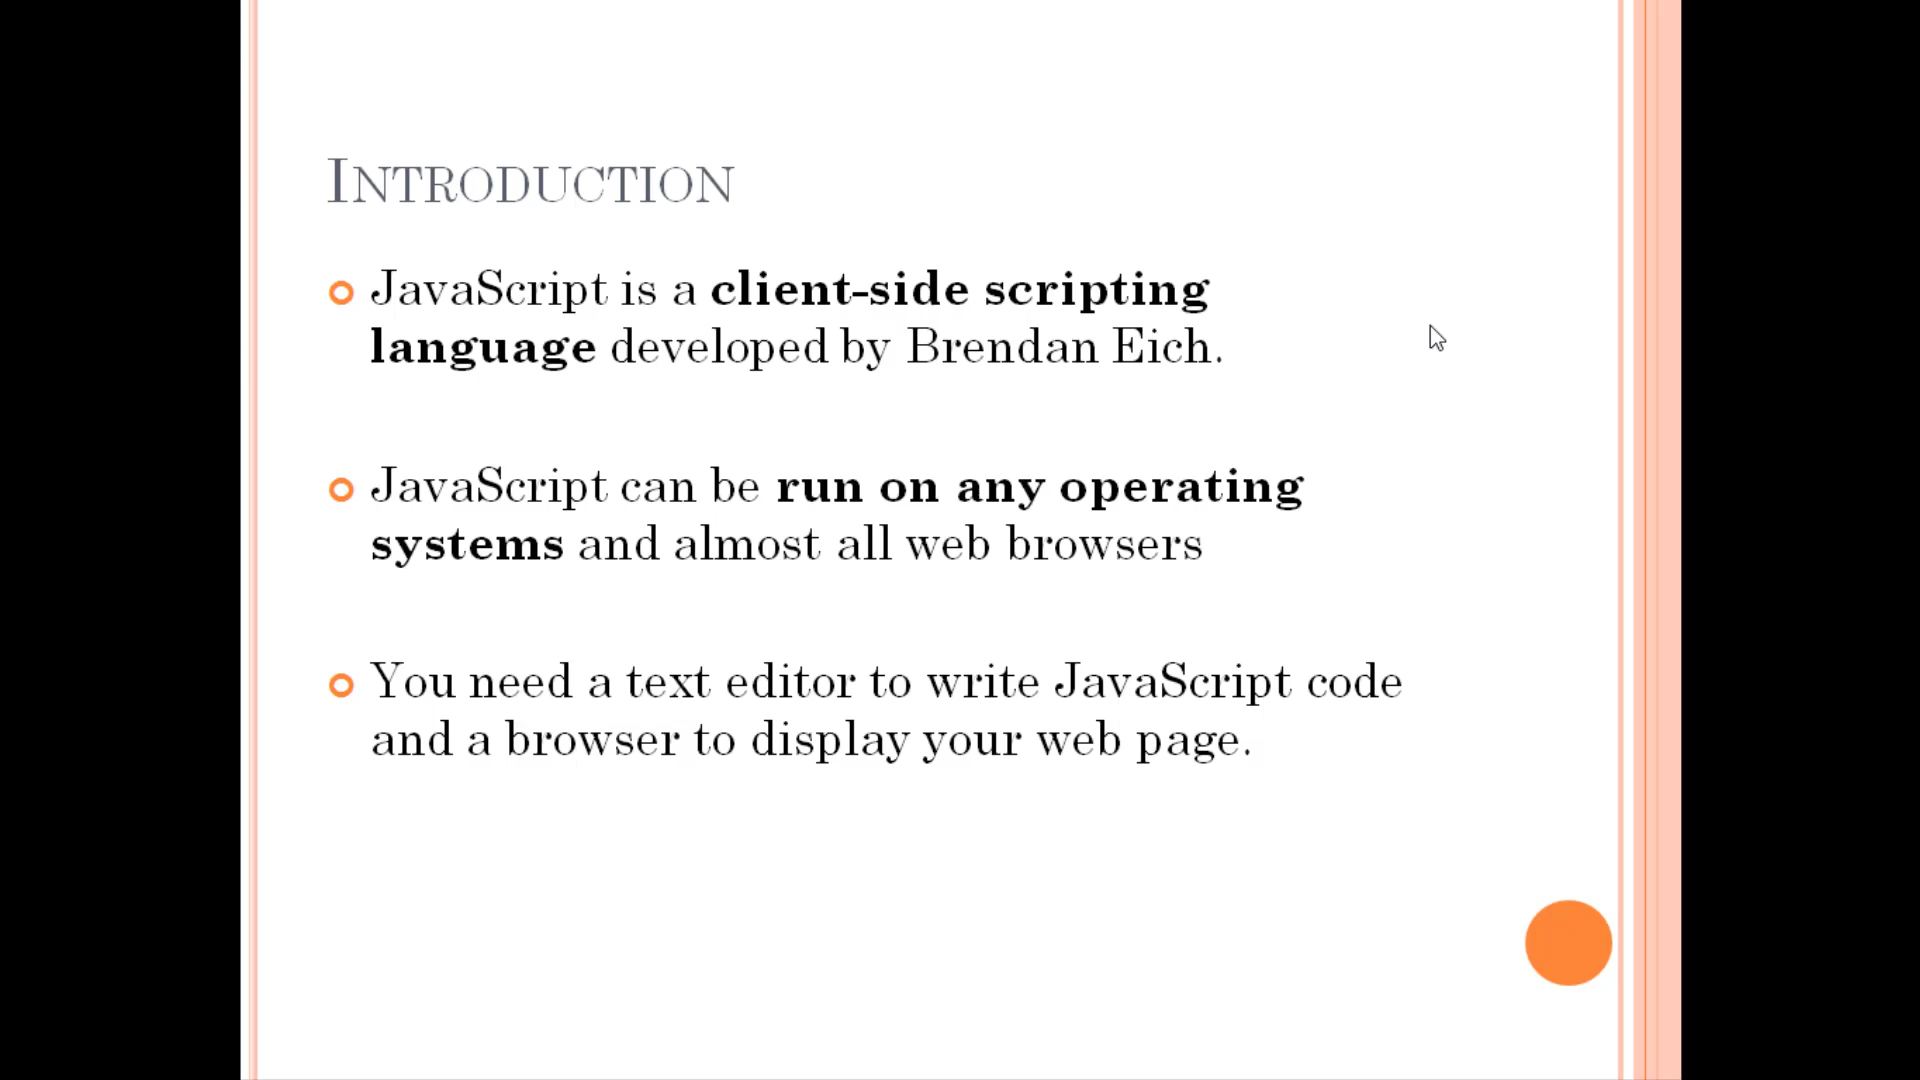 INTRODUCTION
JavaScript is a client-side scripting
language developed by Brendan Eich.
JavaScript can be run on any operating
systems and almost all web browsers
You need a text editor to write JavaScript code
and a browser to display your web page.